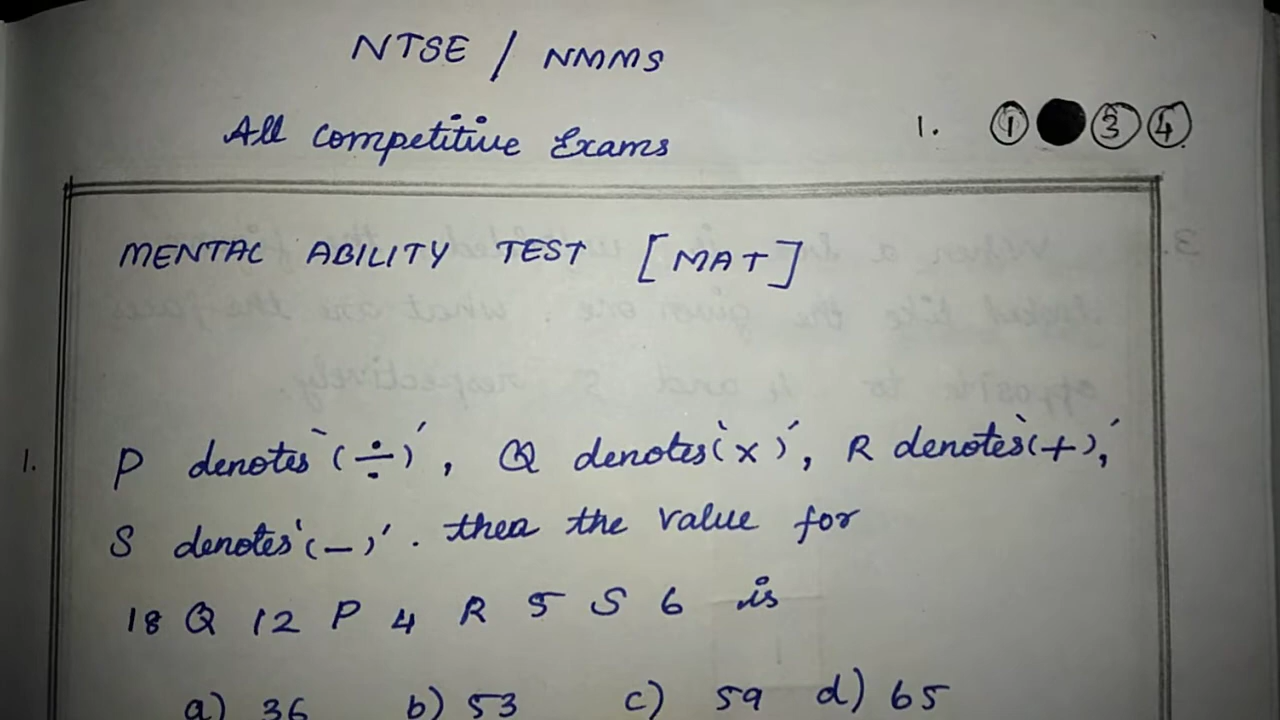 NTSE / NMMS
All Competitive Exams
1. ① ③ ④
MENTAL ABILITY TEST [MAT]
1. P denotes '(÷)', Q denotes '(×)', R denotes '(+)',
S denotes '(−)'. then the value for
18 Q 12 P 4 R 5 S 6 is
a) 36 b) 53 c) 59 d) 65